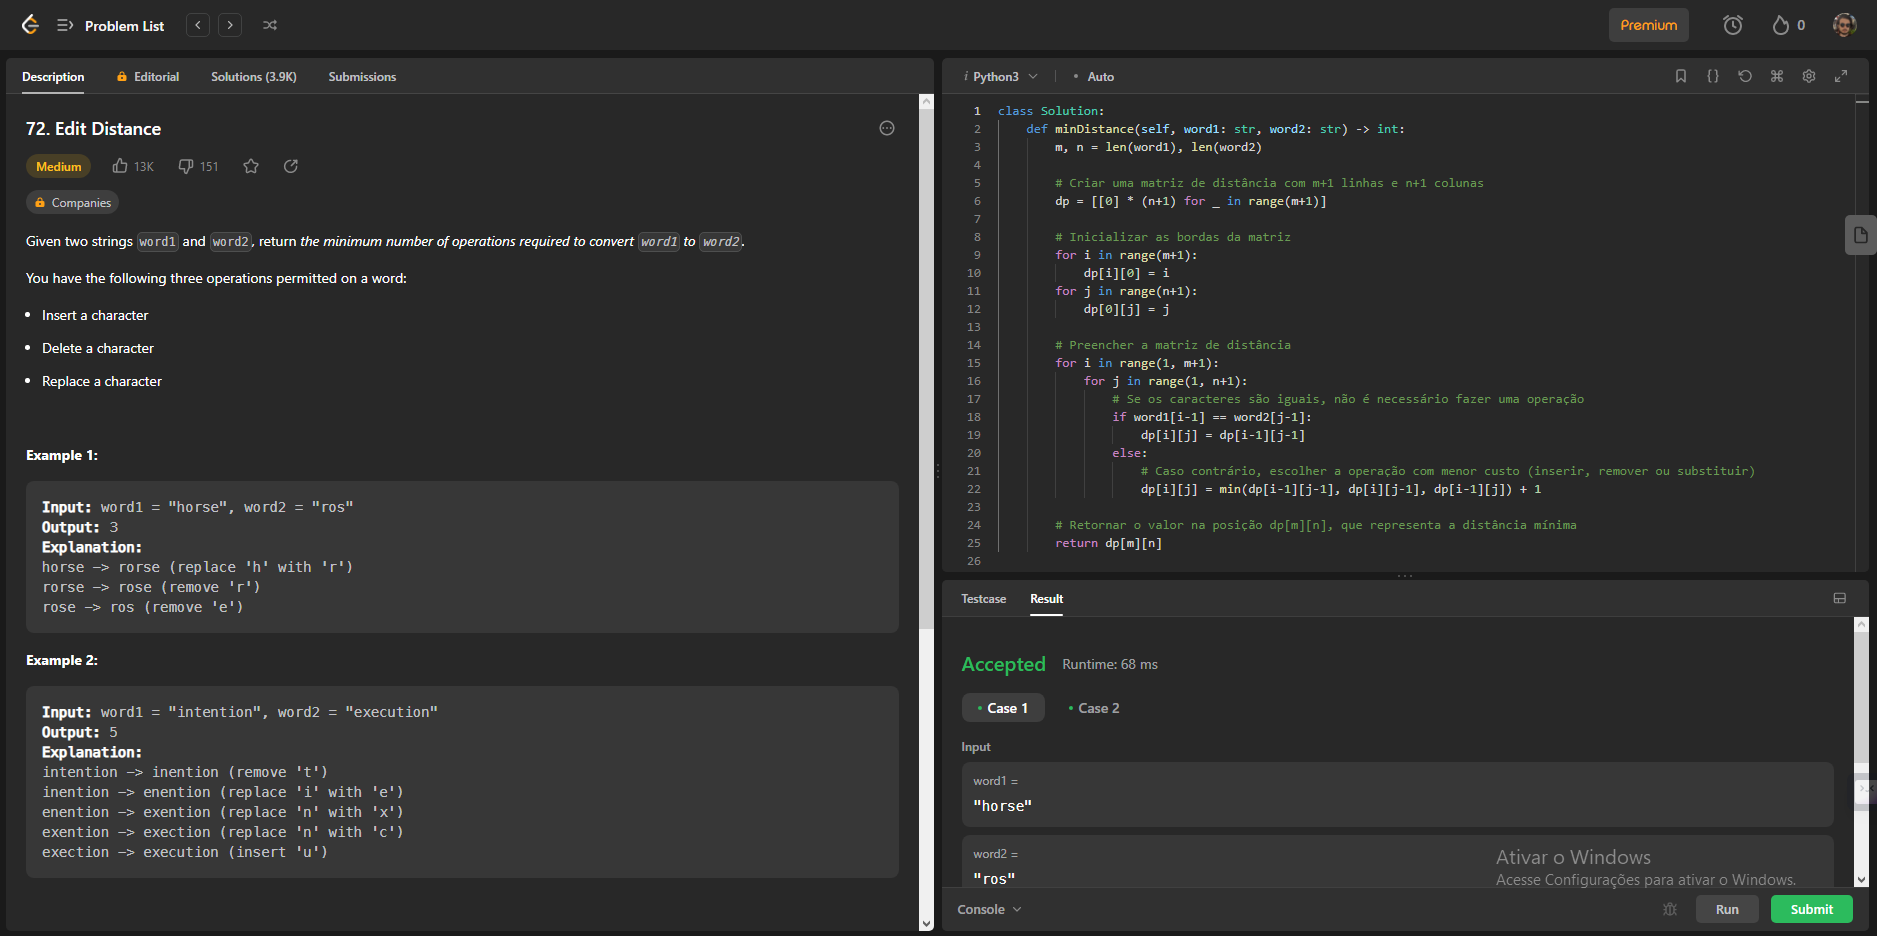 Problem List
Premium
0
Description Editorial Solutions (3.9K) Submissions
72. Edit Distance
Medium 13K 151
Companies
Given two strings word1 and word2, return the minimum number of operations required to convert word1 to word2.
You have the following three operations permitted on a word:
• Insert a character
• Delete a character
• Replace a character
Example 1:
Input: word1 = "horse", word2 = "ros"
Output: 3
Explanation:
horse -> rorse (replace 'h' with 'r')
rorse -> rose (remove 'r')
rose -> ros (remove 'e')
Example 2:
Input: word1 = "intention", word2 = "execution"
Output: 5
Explanation:
intention -> inention (remove 't')
inention -> enention (replace 'i' with 'e')
enention -> exention (replace 'n' with 'x')
exention -> exection (replace 'n' with 'c')
exection -> execution (insert 'u')
i Python3 • Auto
1 class Solution:
2 def minDistance(self, word1: str, word2: str) -> int:
3 m, n = len(word1), len(word2)
4
5 # Criar uma matriz de distância com m+1 linhas e n+1 colunas
6 dp = [[0] * (n+1) for _ in range(m+1)]
7
8 # Inicializar as bordas da matriz
9 for i in range(m+1):
10 dp[i][0] = i
11 for j in range(n+1):
12 dp[0][j] = j
13
14 # Preencher a matriz de distância
15 for i in range(1, m+1):
16 for j in range(1, n+1):
17 # Se os caracteres são iguais, não é necessário fazer uma operação
18 if word1[i-1] == word2[j-1]:
19 dp[i][j] = dp[i-1][j-1]
20 else:
21 # Caso contrário, escolher a operação com menor custo (inserir, remover ou substituir)
22 dp[i][j] = min(dp[i-1][j-1], dp[i][j-1], dp[i-1][j]) + 1
23
24 # Retornar o valor na posição dp[m][n], que representa a distância mínima
25 return dp[m][n]
26
Testcase Result
Accepted Runtime: 68 ms
• Case 1 • Case 2
Input
word1 =
"horse"
word2 =
"ros"
Ativar o Windows
Acesse Configurações para ativar o Windows.
Console Run Submit